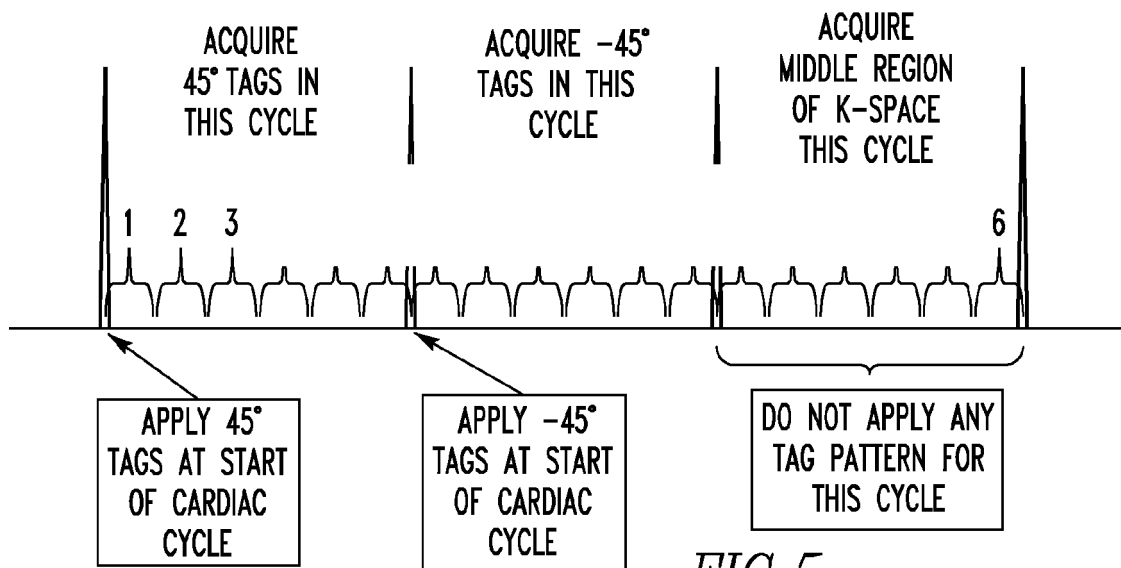 ACQUIRE
45° TAGS IN
THIS CYCLE
ACQUIRE -45°
TAGS IN THIS
CYCLE
ACQUIRE
MIDDLE REGION
OF K-SPACE
THIS CYCLE
1 2 3 6
APPLY 45°
TAGS AT START
OF CARDIAC
CYCLE
APPLY -45°
TAGS AT START
OF CARDIAC
CYCLE
DO NOT APPLY ANY
TAG PATTERN FOR
THIS CYCLE
FIG. 5